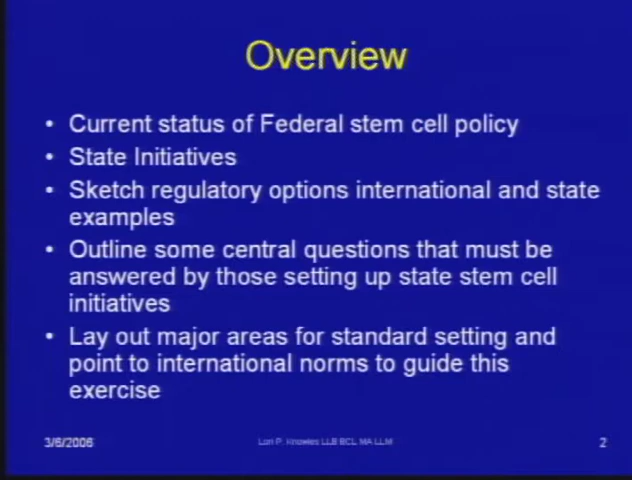 Overview
• Current status of Federal stem cell policy
• State Initiatives
• Sketch regulatory options international and state
examples
• Outline some central questions that must be
answered by those setting up state stem cell
initiatives
• Lay out major areas for standard setting and
point to international norms to guide this
exercise
3/6/2006
Lori P. Knowles LLB BCL MA LLM
2